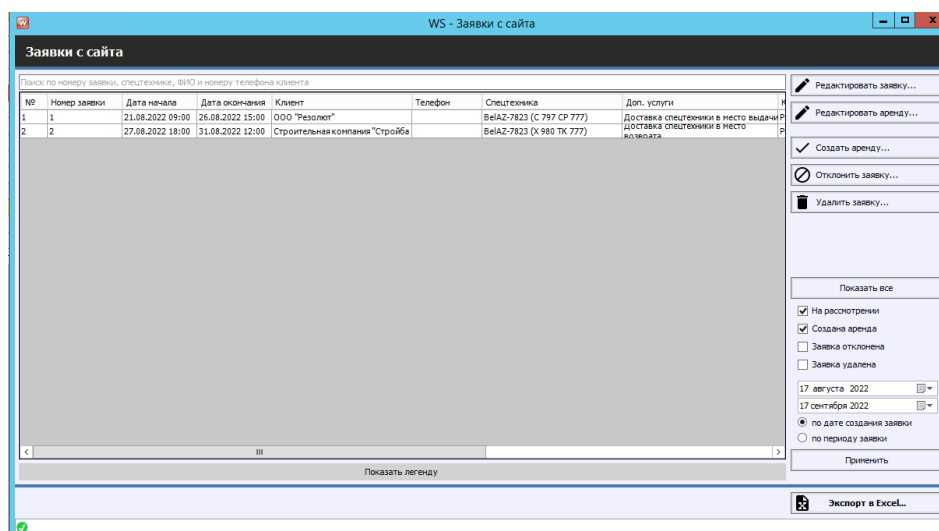 WS - Заявки с сайта
Заявки с сайта
Поиск по номеру заявки, спецтехнике, ФИО и номеру телефона клиента
№ Номер заявки Дата начала Дата окончания Клиент Телефон Спецтехника Доп. услуги
1 1 21.08.2022 09:00 26.08.2022 15:00 ООО "Резолют" BelAZ-7823 (С 797 СР 777) Доставка спецтехники в место выдачи
2 2 27.08.2022 18:00 31.08.2022 12:00 Строительная компания "Стройба BelAZ-7823 (Х 980 ТК 777) Доставка спецтехники в место
возврата
Редактировать заявку...
Редактировать аренду...
Создать аренду...
Отклонить заявку...
Удалить заявку...
Показать все
На рассмотрении
Создана аренда
Заявка отклонена
Заявка удалена
17 августа 2022
17 сентября 2022
по дате создания заявки
по периоду заявки
Применить
Показать легенду
Экспорт в Excel...